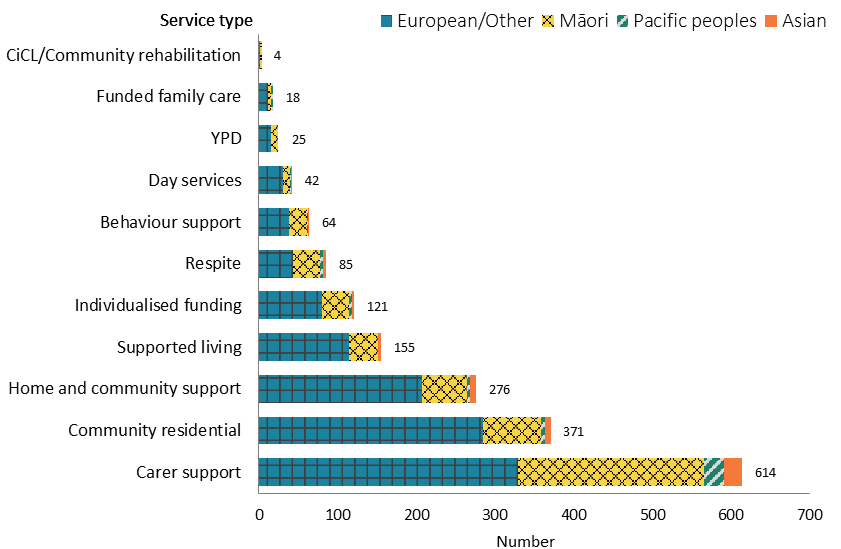 Service type
European/Other Māori Pacific peoples Asian
CiCL/Community rehabilitation 4
Funded family care 18
YPD 25
Day services 42
Behaviour support 64
Respite 85
Individualised funding 121
Supported living 155
Home and community support 276
Community residential 371
Carer support 614
0 100 200 300 400 500 600 700
Number